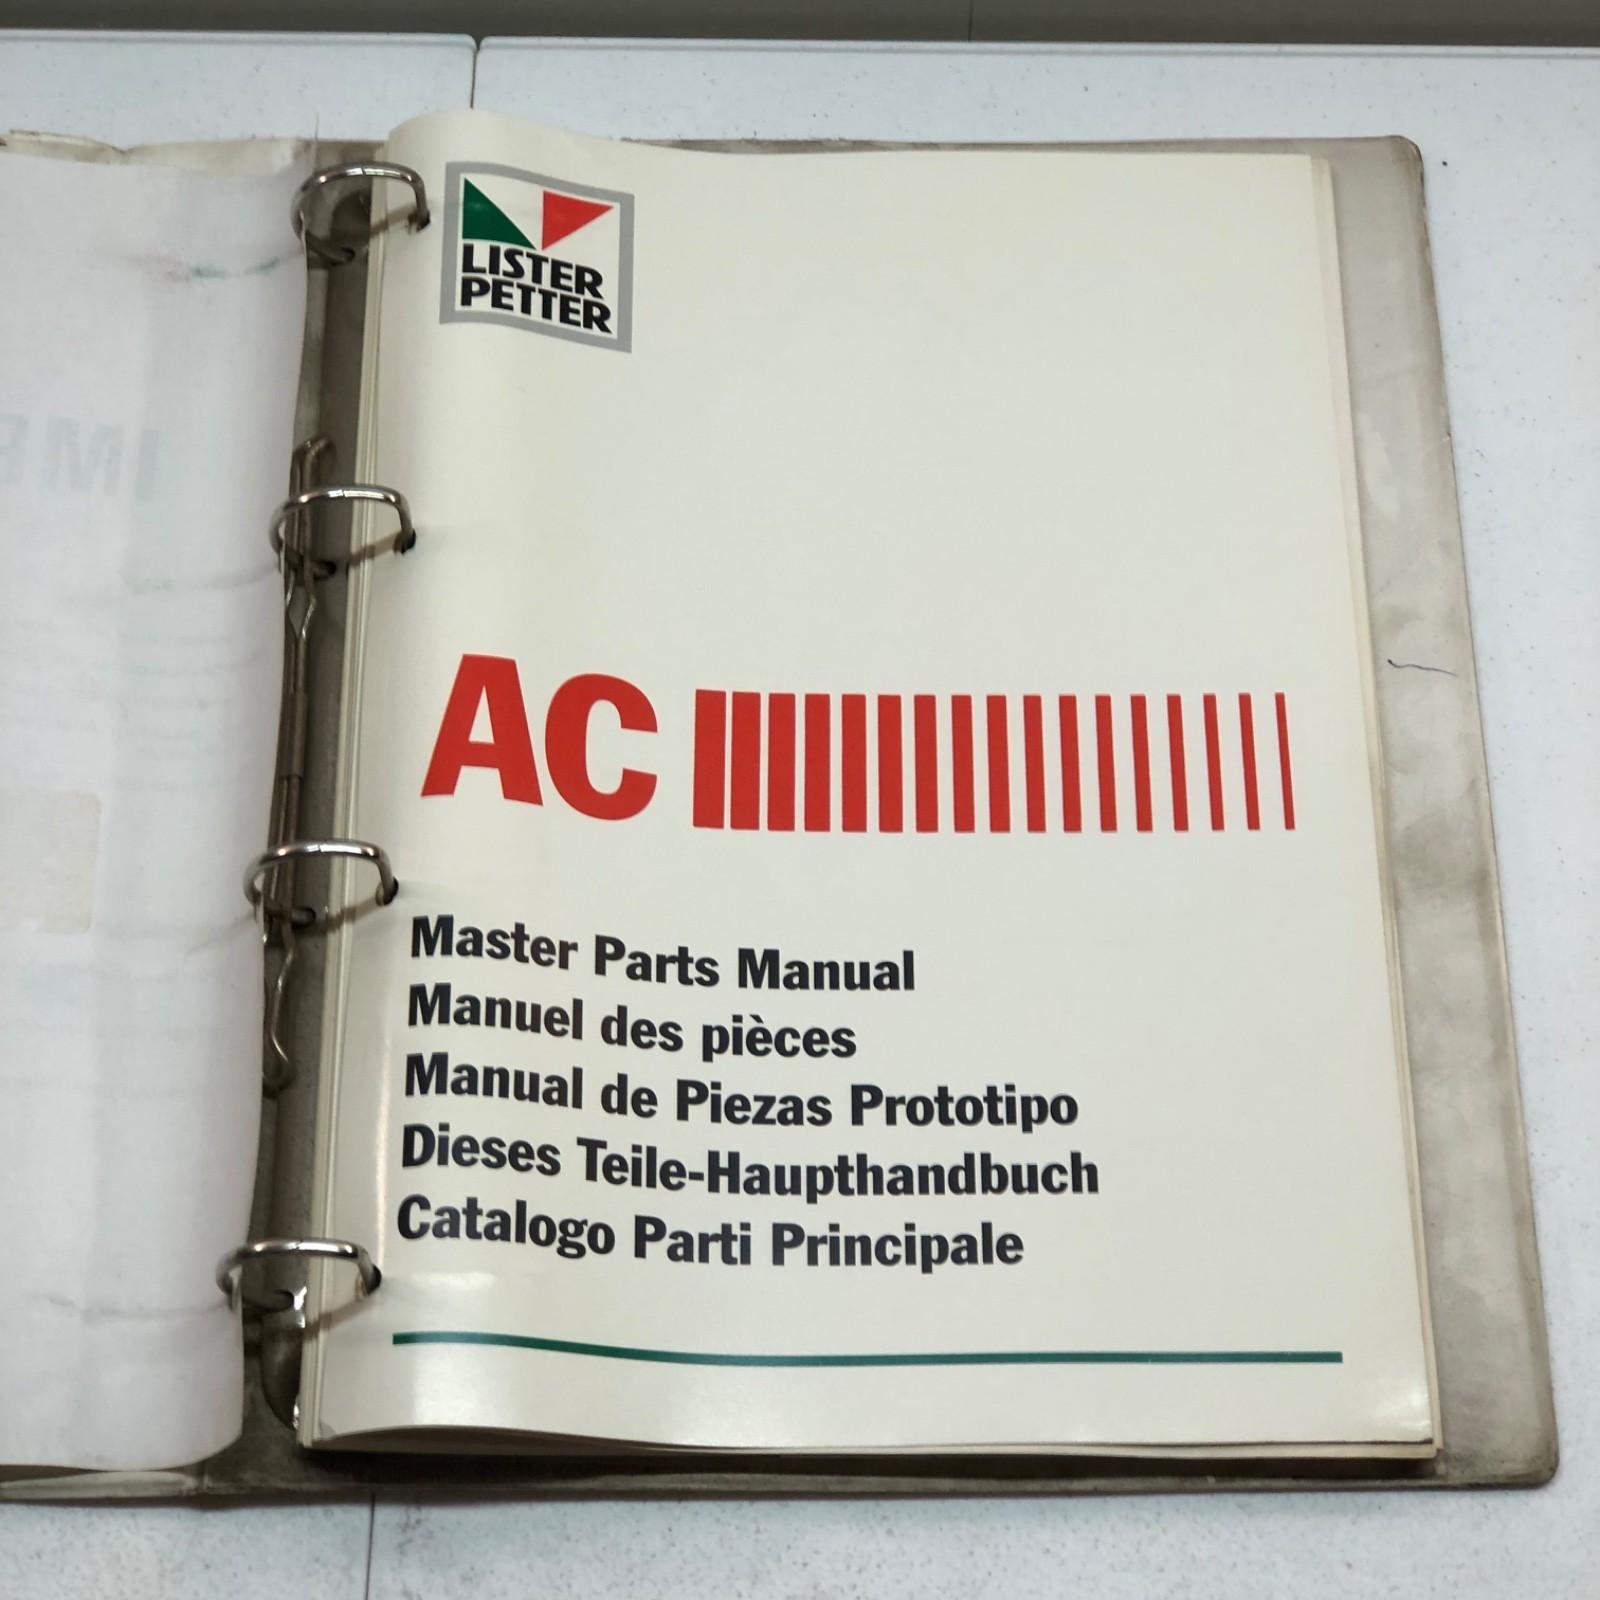 LISTER
PETTER
AC
Master Parts Manual
Manuel des pièces
Manual de Piezas Prototipo
Dieses Teile-Haupthandbuch
Catalogo Parti Principale